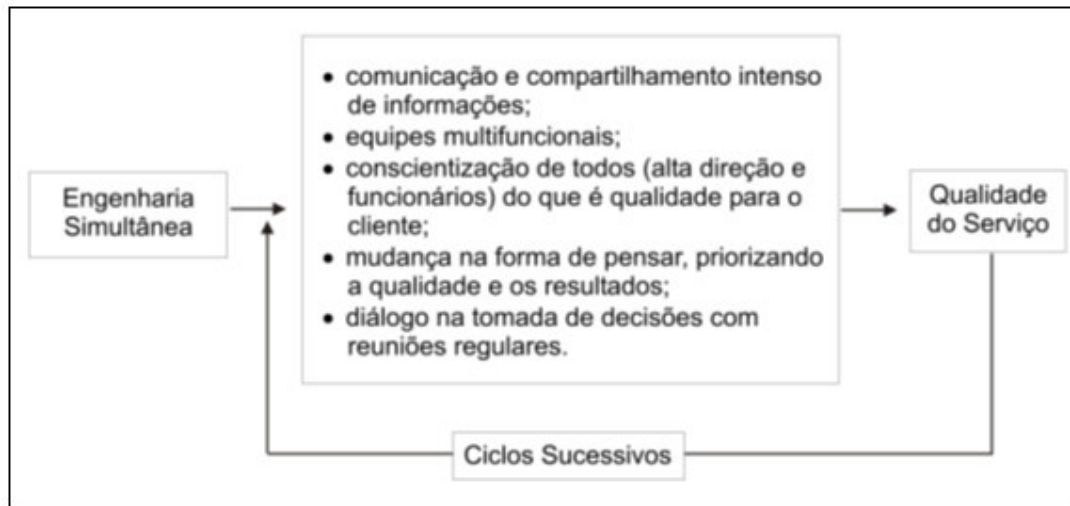 Engenharia
Simultânea
• comunicação e compartilhamento intenso
de informações;
• equipes multifuncionais;
• conscientização de todos (alta direção e
funcionários) do que é qualidade para o
cliente;
• mudança na forma de pensar, priorizando
a qualidade e os resultados;
• diálogo na tomada de decisões com
reuniões regulares.
Qualidade
do Serviço
Ciclos Sucessivos